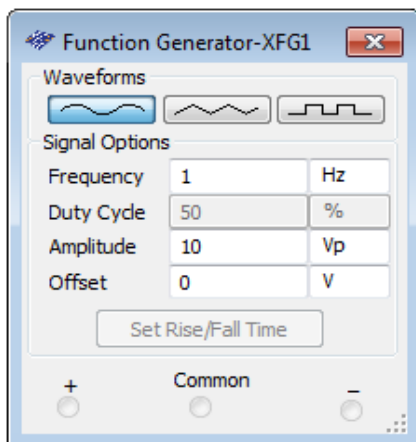 Function Generator-XFG1
Waveforms
Signal Options
Frequency 1 Hz
Duty Cycle 50 %
Amplitude 10 Vp
Offset 0 V
Set Rise/Fall Time
+ Common -